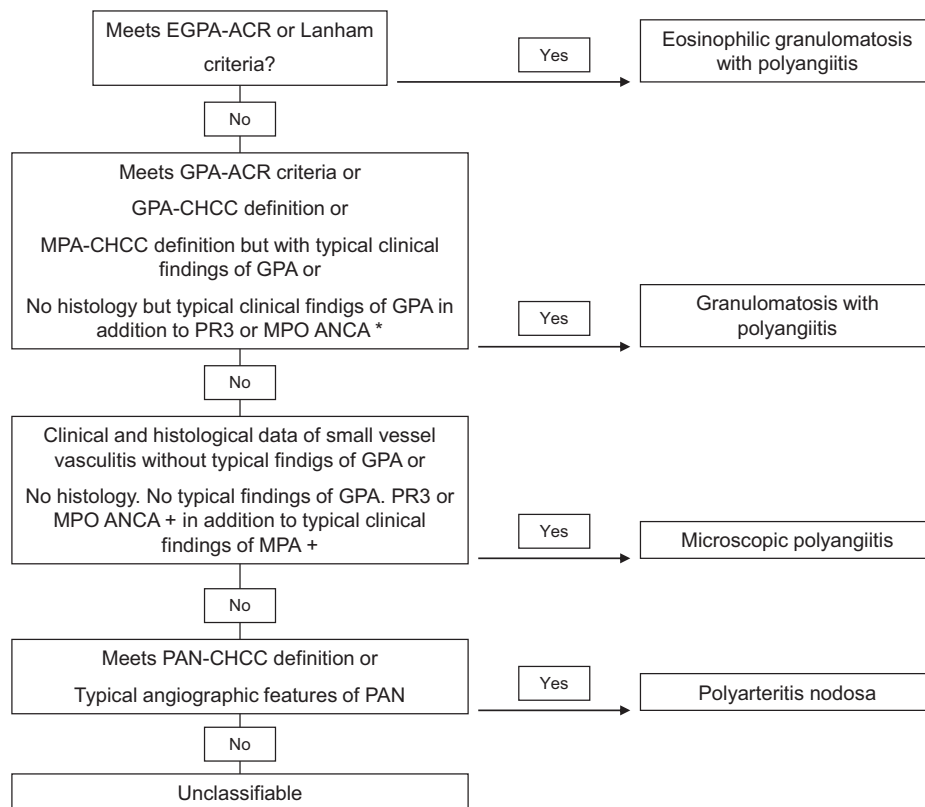 Meets EGPA-ACR or Lanham
criteria?
Yes
Eosinophilic granulomatosis
with polyangiitis
No
Meets GPA-ACR criteria or
GPA-CHCC definition or
MPA-CHCC definition but with typical clinical
findings of GPA or
No histology but typical clinical findigs of GPA in
addition to PR3 or MPO ANCA *
Yes
Granulomatosis with
polyangiitis
No
Clinical and histological data of small vessel
vasculitis without typical findigs of GPA or
No histology. No typical findings of GPA. PR3 or
MPO ANCA + in addition to typical clinical
findings of MPA +
Yes
Microscopic polyangiitis
No
Meets PAN-CHCC definition or
Typical angiographic features of PAN
Yes
Polyarteritis nodosa
No
Unclassifiable